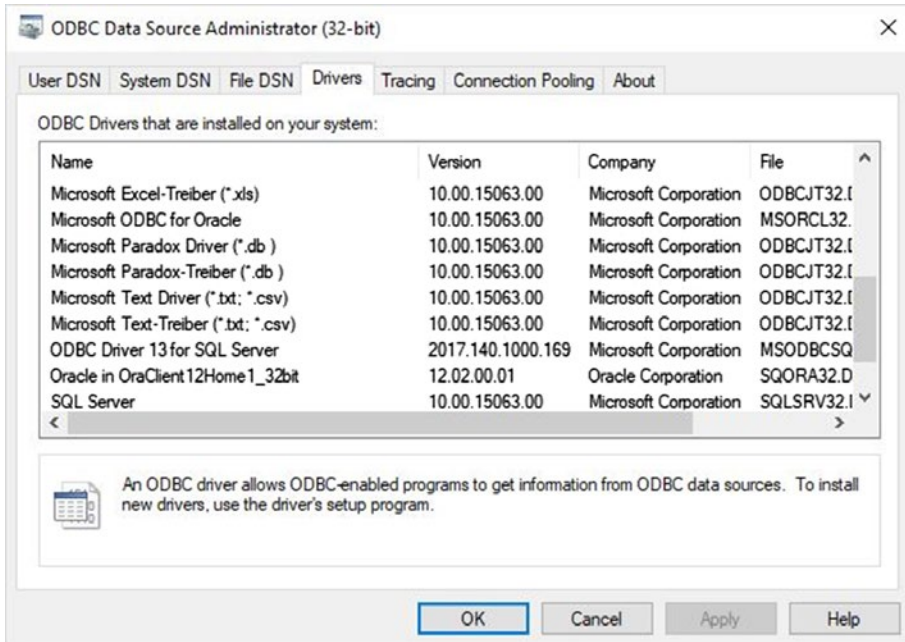 ODBC Data Source Administrator (32-bit)
User DSN System DSN File DSN Drivers Tracing Connection Pooling About
ODBC Drivers that are installed on your system:
Name Version Company File
Microsoft Excel-Treiber (*.xls) 10.00.15063.00 Microsoft Corporation ODBCJT32.D
Microsoft ODBC for Oracle 10.00.15063.00 Microsoft Corporation MSORCL32.
Microsoft Paradox Driver (*.db ) 10.00.15063.00 Microsoft Corporation ODBCJT32.D
Microsoft Paradox-Treiber (*.db ) 10.00.15063.00 Microsoft Corporation ODBCJT32.D
Microsoft Text Driver (*.txt; *.csv) 10.00.15063.00 Microsoft Corporation ODBCJT32.D
Microsoft Text-Treiber (*.txt; *.csv) 10.00.15063.00 Microsoft Corporation ODBCJT32.D
ODBC Driver 13 for SQL Server 2017.140.1000.169 Microsoft Corporation MSODBCSQ
Oracle in OraClient12Home1_32bit 12.02.00.01 Oracle Corporation SQORA32.D
SQL Server 10.00.15063.00 Microsoft Corporation SQLSRV32.
An ODBC driver allows ODBC-enabled programs to get information from ODBC data sources. To install
new drivers, use the driver's setup program.
OK Cancel Apply Help